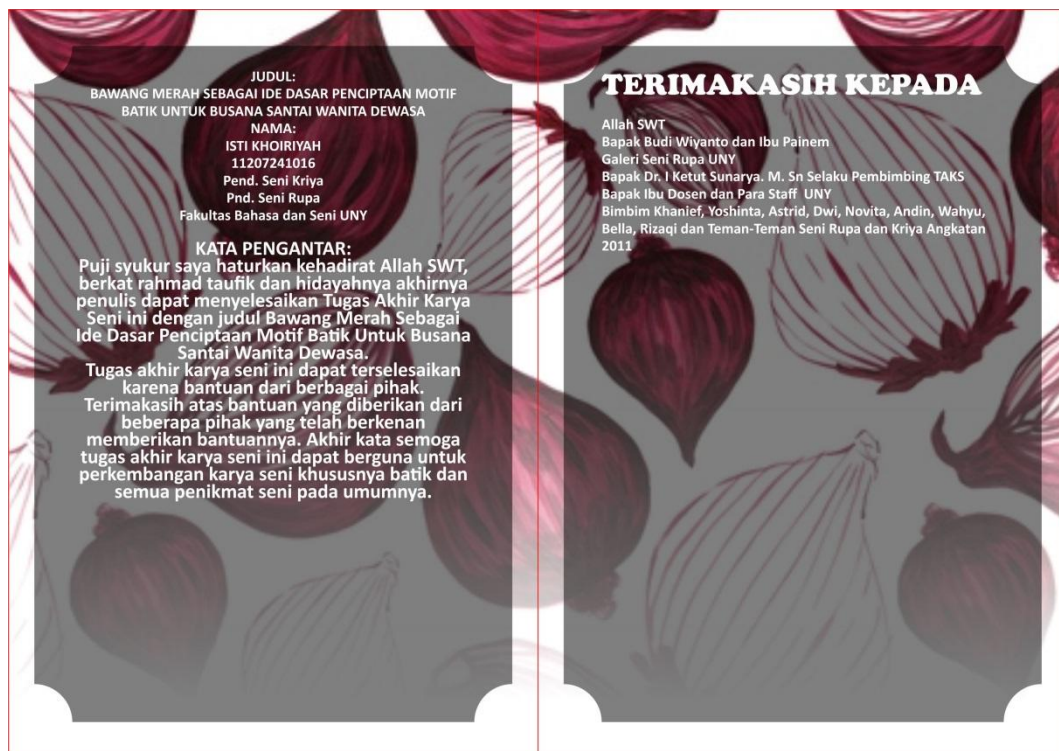 JUDUL:
BAWANG MERAH SEBAGAI IDE DASAR PENCIPTAAN MOTIF
BATIK UNTUK BUSANA SANTAI WANITA DEWASA
NAMA:
ISTI KHOIRIYAH
11207241016
Pend. Seni Kriya
Pnd. Seni Rupa
Fakultas Bahasa dan Seni UNY
KATA PENGANTAR:
Puji syukur saya haturkan kehadirat Allah SWT,
berkat rahmad taufik dan hidayahnya akhirnya
penulis dapat menyelesaikan Tugas Akhir Karya
Seni ini dengan judul Bawang Merah Sebagai
Ide Dasar Penciptaan Motif Batik Untuk Busana
Santai Wanita Dewasa.
Tugas akhir karya seni ini dapat terselesaikan
karena bantuan dari berbagai pihak.
Terimakasih atas bantuan yang diberikan dari
beberapa pihak yang telah berkenan
memberikan bantuannya. Akhir kata semoga
tugas akhir karya seni ini dapat berguna untuk
perkembangan karya seni khususnya batik dan
semua penikmat seni pada umumnya.
TERIMAKASIH KEPADA
Allah SWT
Bapak Budi Wiyanto dan Ibu Painem
Galeri Seni Rupa UNY
Bapak Dr. I Ketut Sunarya. M. Sn Selaku Pembimbing TAKS
Bapak Ibu Dosen dan Para Staff UNY
Bimbim Khanief, Yoshinta, Astrid, Dwi, Novita, Andin, Wahyu,
Bella, Rizaqi dan Teman-Teman Seni Rupa dan Kriya Angkatan
2011